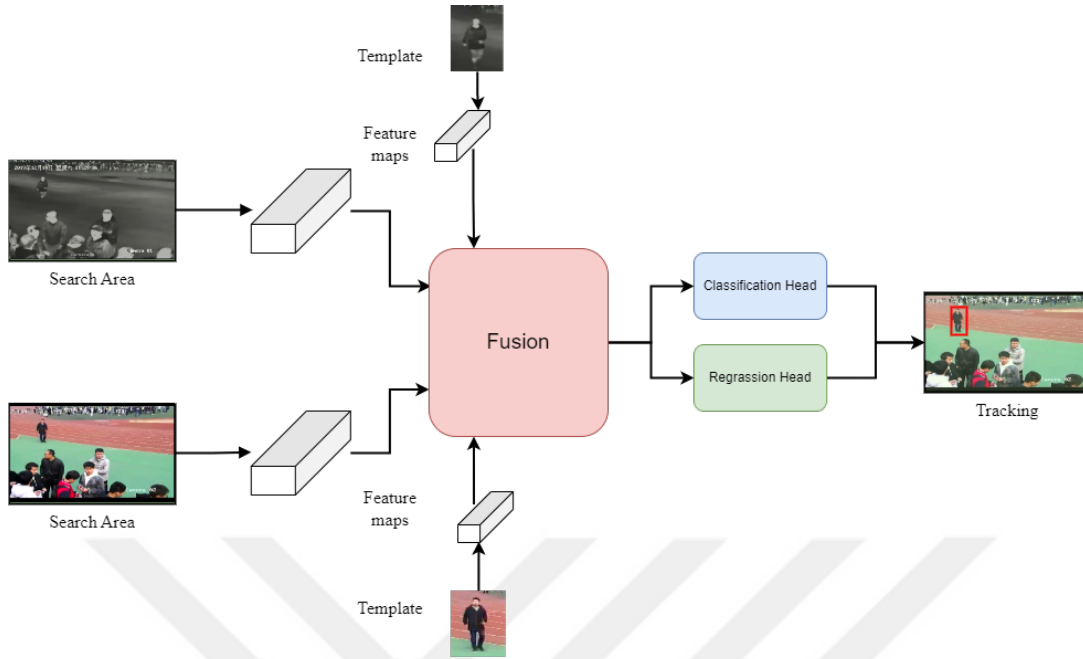 Template
Feature
maps
Search Area
Fusion
Classification Head
Regrassion Head
Tracking
Search Area
Feature
maps
Template